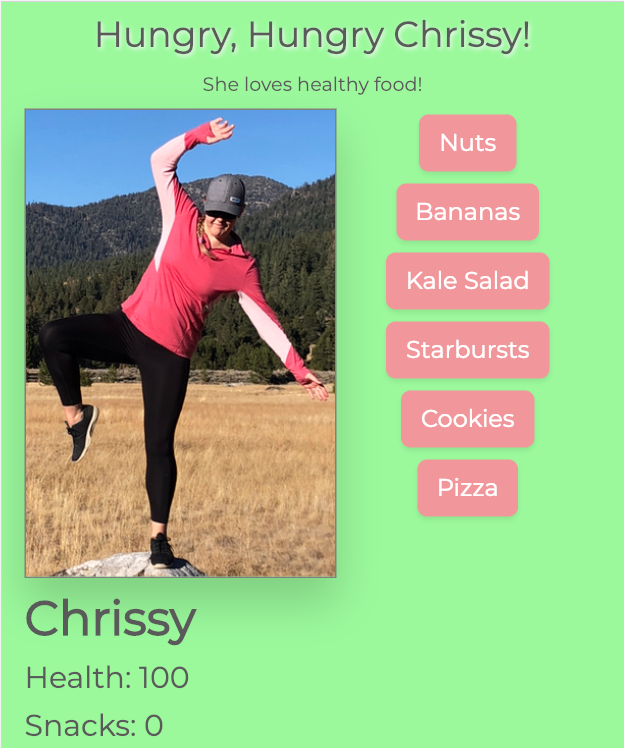 Hungry, Hungry Chrissy!
She loves healthy food!
Nuts
Bananas
Kale Salad
Starbursts
Cookies
Pizza
Chrissy
Health: 100
Snacks: 0